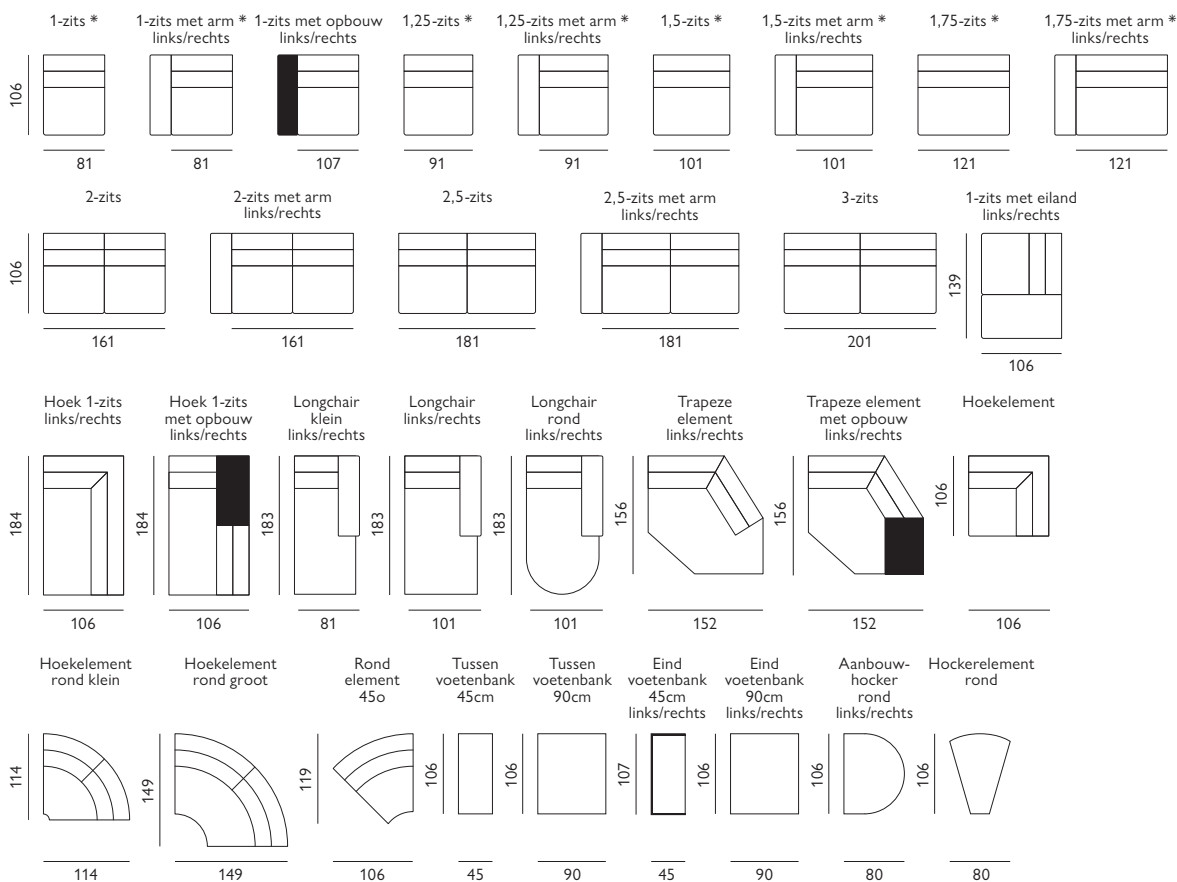 1-zits *
1-zits met arm *
links/rechts
1-zits met opbouw
links/rechts
1,25-zits *
1,25-zits met arm *
links/rechts
1,5-zits *
1,5-zits met arm *
links/rechts
1,75-zits *
1,75-zits met arm *
links/rechts
106
81
81
107
91
91
101
101
121
121
2-zits
2-zits met arm
links/rechts
2,5-zits
2,5-zits met arm
links/rechts
3-zits
1-zits met eiland
links/rechts
106
139
161
161
181
181
201
106
Hoek 1-zits
links/rechts
Hoek 1-zits
met opbouw
links/rechts
Longchair
klein
links/rechts
Longchair
links/rechts
Longchair
rond
links/rechts
Trapeze
element
links/rechts
Trapeze element
met opbouw
links/rechts
Hoekelement
184
184
183
183
183
156
156
106
106
106
81
101
101
152
152
106
Hoekelement
rond klein
Hoekelement
rond groot
Rond
element
45o
Tussen
voetenbank
45cm
Tussen
voetenbank
90cm
Eind
voetenbank
45cm
links/rechts
Eind
voetenbank
90cm
links/rechts
Aanbouw-
hocker
rond
links/rechts
Hockerelement
rond
114
149
119
106
106
107
106
106
106
114
149
106
45
90
45
90
80
80